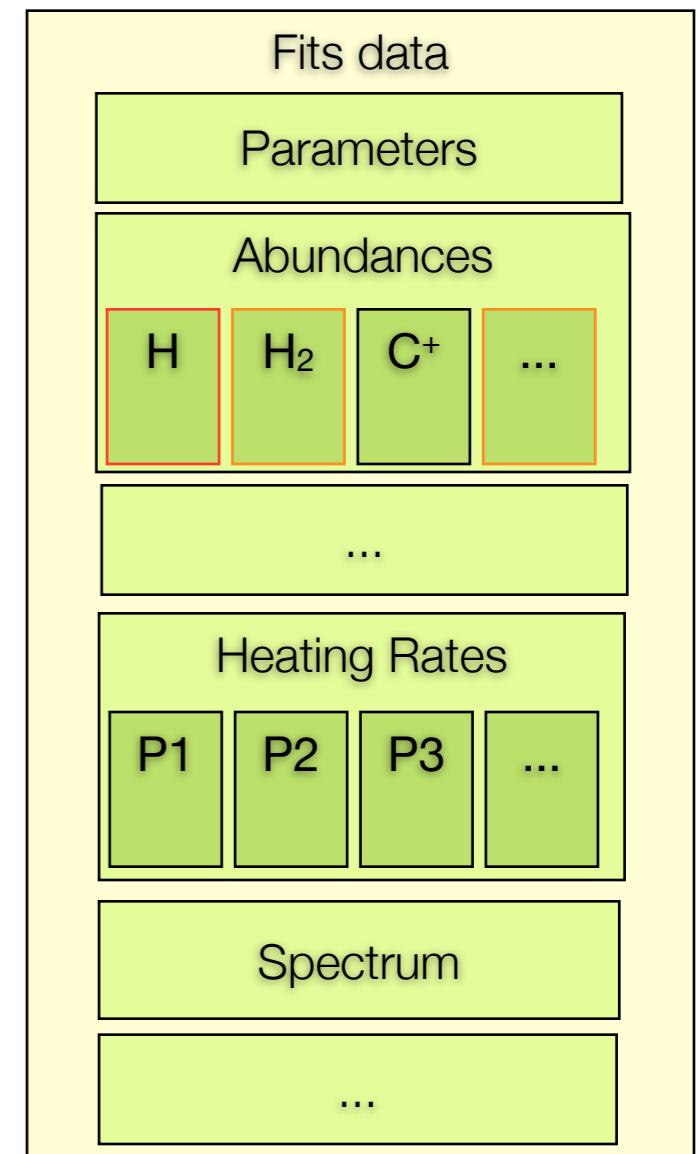 Fits data
Parameters
Abundances
H H₂ C⁺ ...
...
Heating Rates
P1 P2 P3 ...
Spectrum
...